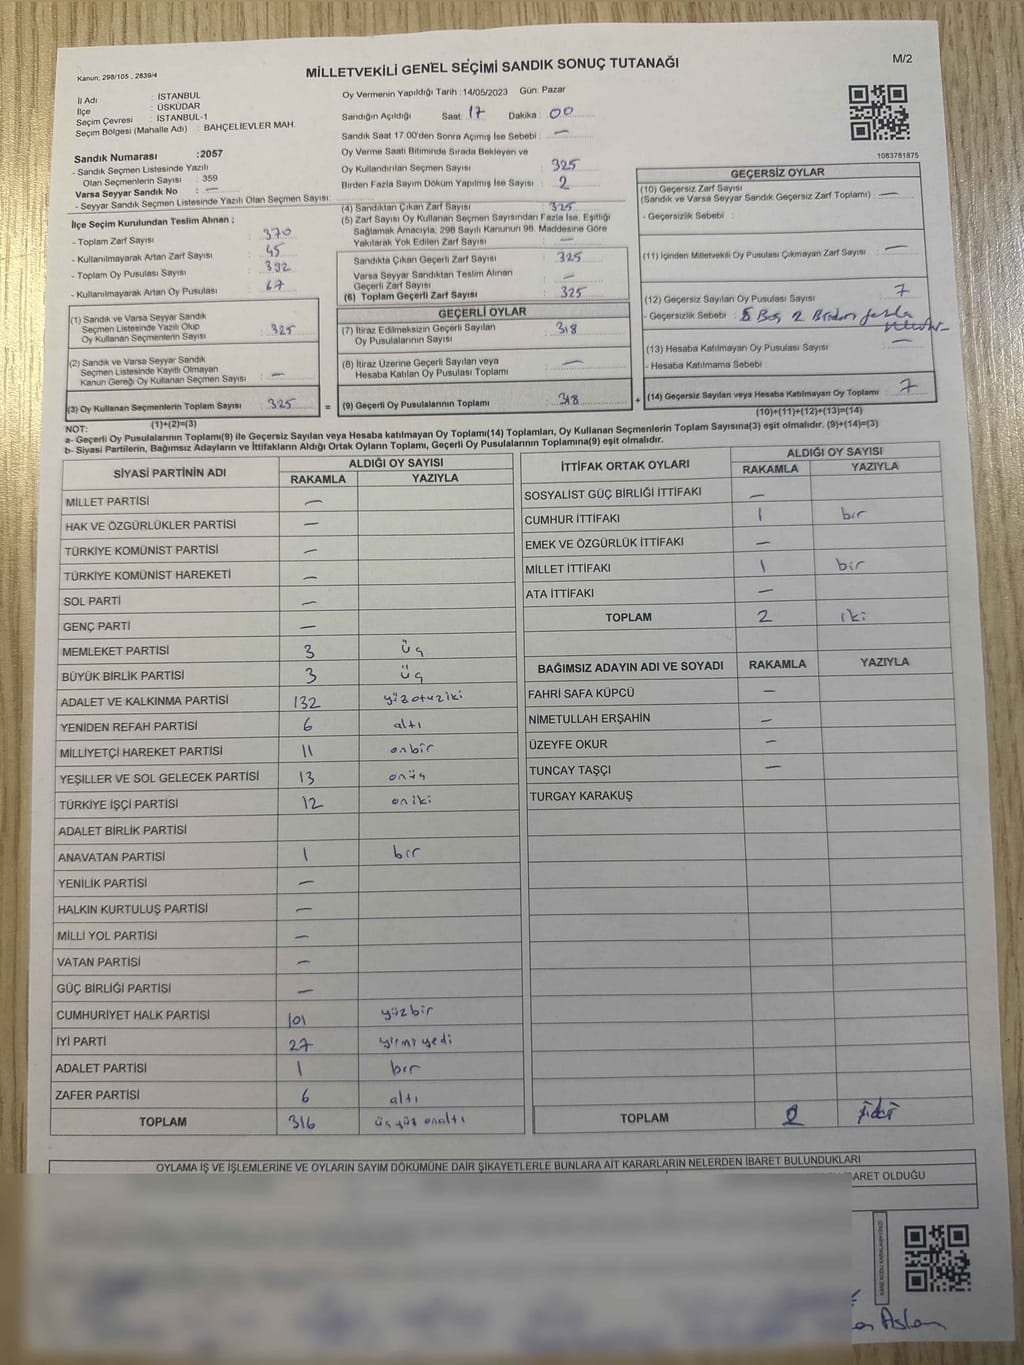 Kanun; 298/105 , 2839/4
MİLLETVEKİLİ GENEL SEÇİMİ SANDIK SONUÇ TUTANAĞI
M/2
İl Adı : İSTANBUL
İlçe : ÜSKÜDAR
Seçim Çevresi : İSTANBUL-1
Seçim Bölgesi (Mahalle Adı) : BAHÇELİEVLER MAH.
Sandık Numarası :2057
- Sandık Seçmen Listesinde Yazılı
Olan Seçmenlerin Sayısı : 359
Varsa Seyyar Sandık No : —
- Seyyar Sandık Seçmen Listesinde Yazılı Olan Seçmen Sayısı:
İlçe Seçim Kurulundan Teslim Alınan ;
- Toplam Zarf Sayısı : 370
- Kullanılmayarak Artan Zarf Sayısı : 45
- Toplam Oy Pusulası Sayısı : 392
- Kullanılmayarak Artan Oy Pusulası : 67
Oy Vermenin Yapıldığı Tarih :14/05/2023 Gün: Pazar
Sandığın Açıldığı Saat: 17 Dakika : 00
Sandık Saat 17:00'den Sonra Açımış İse Sebebi : —
Oy Verme Saati Bitiminde Sırada Bekleyen ve
Oy Kullandırılan Seçmen Sayısı : 325
Birden Fazla Sayım Döküm Yapılmış İse Sayısı : 2
(4) Sandıktan Çıkan Zarf Sayısı : 325
(5) Zarf Sayısı Oy Kullanan Seçmen Sayısından Fazla İse, Eşitliği
Sağlamak Amacıyla, 298 Sayılı Kanunun 98. Maddesine Göre
Yakılarak Yok Edilen Zarf Sayısı : —
Sandıkta Çıkan Geçerli Zarf Sayısı : 325
Varsa Seyyar Sandıktan Teslim Alınan
Geçerli Zarf Sayısı : —
(6) Toplam Geçerli Zarf Sayısı : 325
1083781875
GEÇERSİZ OYLAR
(10) Geçersiz Zarf Sayısı
(Sandık ve Varsa Seyyar Sandık Geçersiz Zarf Toplamı) : —
- Geçersizlik Sebebi :
(11) İçinden Milletvekili Oy Pusulası Çıkmayan Zarf Sayısı : —
(12) Geçersiz Sayılan Oy Pusulası Sayısı : 7
- Geçersizlik Sebebi : 5 Boş 2 Birden fazla
(13) Hesaba Katılmayan Oy Pusulası Sayısı : —
- Hesaba Katılmama Sebebi :
(14) Geçersiz Sayılan veya Hesaba Katılmayan Oy Toplamı : 7
(10)+(11)+(12)+(13)=(14)
(1) Sandık ve Varsa Seyyar Sandık
Seçmen Listesinde Yazılı Olup
Oy Kullanan Seçmenlerin Sayısı : 325
(2) Sandık ve Varsa Seyyar Sandık
Seçmen Listesinde Kayıtlı Olmayan
Kanun Gereği Oy Kullanan Seçmen Sayısı : —
(3) Oy Kullanan Seçmenlerin Toplam Sayısı : 325 =
(1)+(2)=(3)
GEÇERLİ OYLAR
(7) İtiraz Edilmeksizin Geçerli Sayılan
Oy Pusulasının Sayısı : 318
(8) İtiraz Üzerine Geçerli Sayılan veya
Hesaba Katılan Oy Pusulası Toplamı : —
(9) Geçerli Oy Pusulalarının Toplamı : 318 +
NOT:
a- Geçerli Oy Pusulalarının Toplamı(9) ile Geçersiz Sayılan veya Hesaba katılmayan Oy Toplamı(14) Toplamları, Oy Kullanan Seçmenlerin Toplam Sayısına(3) eşit olmalıdır. (9)+(14)=(3)
b- Siyasi Partilerin, Bağımsız Adayların ve İttifakların Aldığı Ortak Oyların Toplamı, Geçerli Oy Pusulalarının Toplamına(9) eşit olmalıdır.
SİYASİ PARTİNİN ADI ALDIĞI OY SAYISI
RAKAMLA YAZIYLA
MİLLET PARTİSİ —
HAK VE ÖZGÜRLÜKLER PARTİSİ —
TÜRKİYE KOMÜNİST PARTİSİ —
TÜRKİYE KOMÜNİST HAREKETİ —
SOL PARTİ —
GENÇ PARTİ —
MEMLEKET PARTİSİ 3 üç
BÜYÜK BİRLİK PARTİSİ 3 üç
ADALET VE KALKINMA PARTİSİ 132 yüzotuziki
YENİDEN REFAH PARTİSİ 6 altı
MİLLİYETÇİ HAREKET PARTİSİ 11 onbir
YEŞİLLER VE SOL GELECEK PARTİSİ 13 onüç
TÜRKİYE İŞÇİ PARTİSİ 12 oniki
ADALET BİRLİK PARTİSİ
ANAVATAN PARTİSİ 1 bir
YENİLİK PARTİSİ —
HALKIN KURTULUŞ PARTİSİ —
MİLLİ YOL PARTİSİ —
VATAN PARTİSİ —
GÜÇ BİRLİĞİ PARTİSİ —
CUMHURİYET HALK PARTİSİ 101 yüzbir
İYİ PARTİ 27 yirmiyedi
ADALET PARTİSİ 1 bir
ZAFER PARTİSİ 6 altı
TOPLAM 316 üçyüzonaltı
İTTİFAK ORTAK OYLARI ALDIĞI OY SAYISI
RAKAMLA YAZIYLA
SOSYALİST GÜÇ BİRLİĞİ İTTİFAKI —
CUMHUR İTTİFAKI 1 bir
EMEK VE ÖZGÜRLÜK İTTİFAKI —
MİLLET İTTİFAKI 1 bir
ATA İTTİFAKI —
TOPLAM 2 iki
BAĞIMSIZ ADAYIN ADI VE SOYADI RAKAMLA YAZIYLA
FAHRİ SAFA KÜPCÜ —
NİMETULLAH ERŞAHİN —
ÜZEYFE OKUR —
TUNCAY TAŞÇI —
TURGAY KARAKUŞ
TOPLAM
OYLAMA İŞ VE İŞLEMLERİNE VE OYLARIN SAYIM DÖKÜMÜNE DAİR ŞİKAYETLERLE BUNLARA AİT KARARLARIN NELERDEN İBARET BULUNDUKLARI
BARET OLDUĞU
Aslan